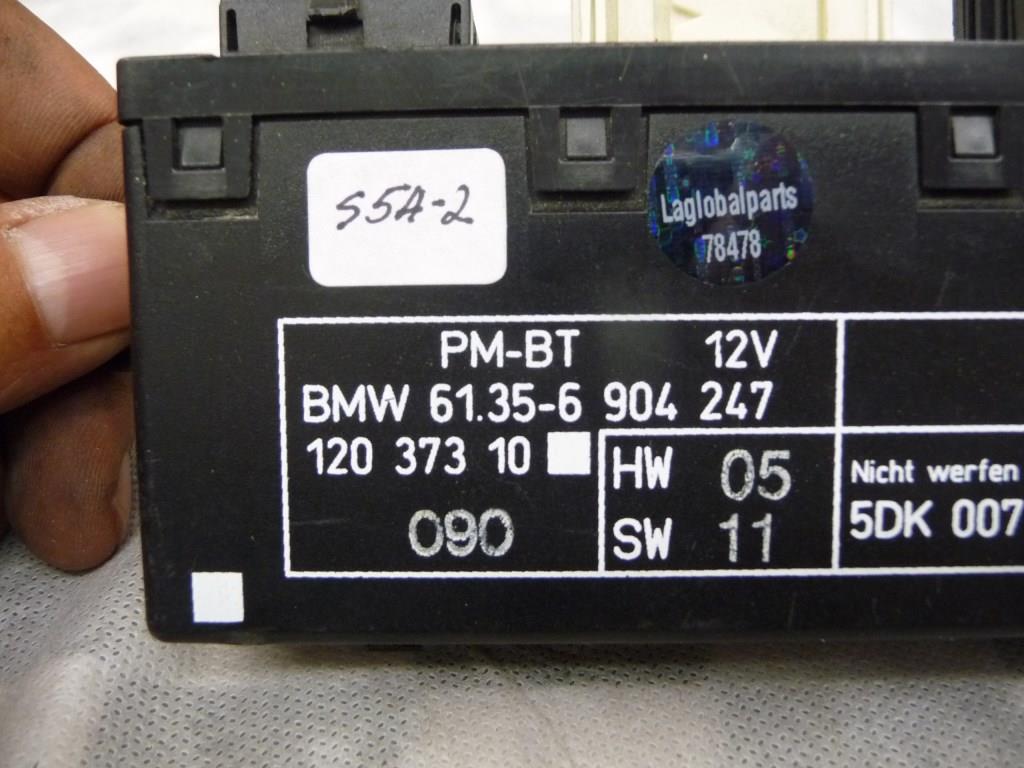 S5A-2
Laglobalparts
78478
PM-BT 12V
BMW 61.35-6 904 247
120 373 10
090
HW 05
SW 11
Nicht werfen
5DK 007